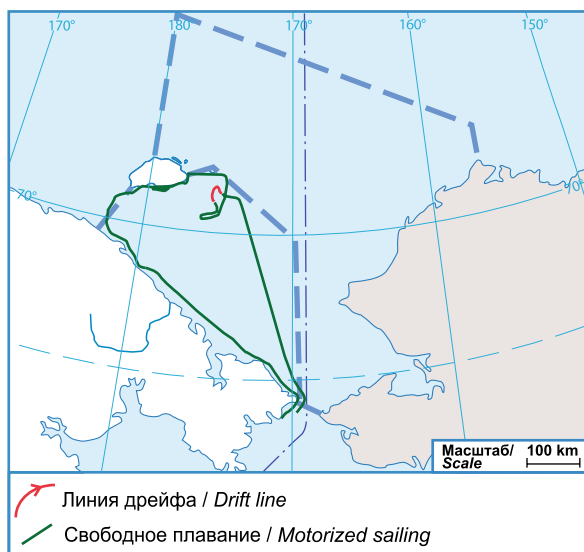 170°
180°
170°
160°
150°
70°
70°
Масштаб/
Scale
100 km
Линия дрейфа / Drift line
Свободное плавание / Motorized sailing